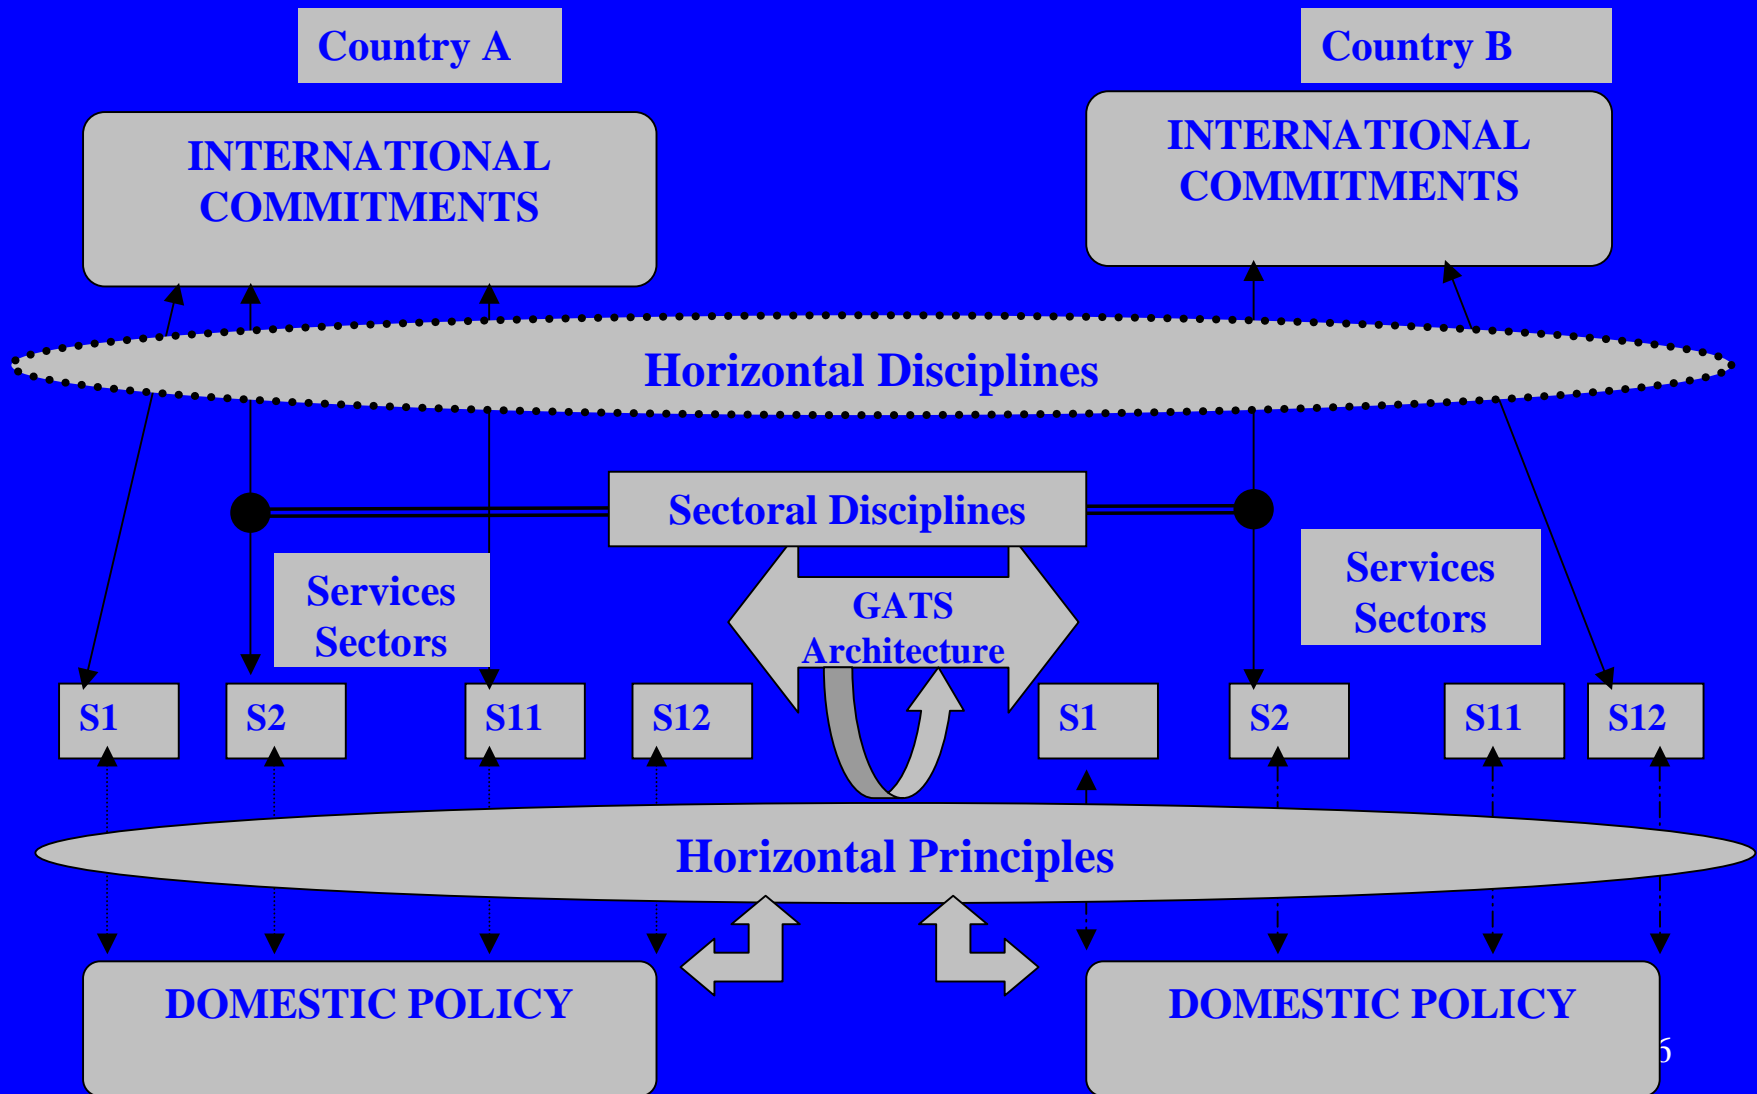 Country A
Country B
INTERNATIONAL
COMMITMENTS
INTERNATIONAL
COMMITMENTS
Horizontal Disciplines
Sectoral Disciplines
Services
Sectors
GATS
Architecture
Services
Sectors
S1
S2
S11
S12
S1
S2
S11
S12
Horizontal Principles
DOMESTIC POLICY
DOMESTIC POLICY
6